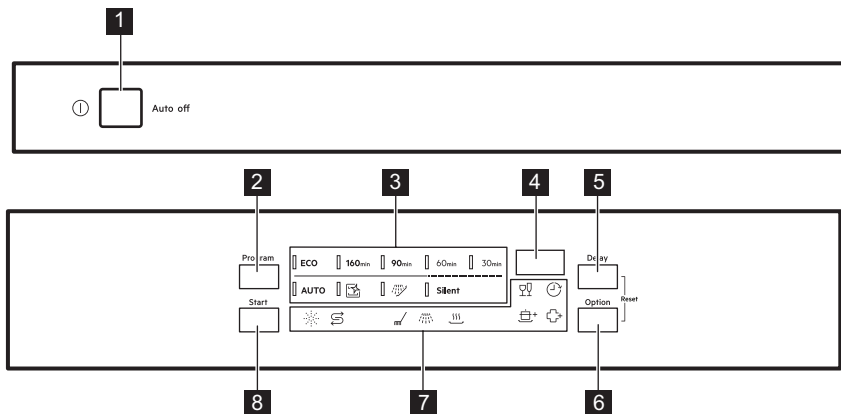 1
Auto off
2
3
4
5
Program
ECO 160min 90min 60min 30min
Delay
AUTO Silent
Start
Option
Reset
8
7
6